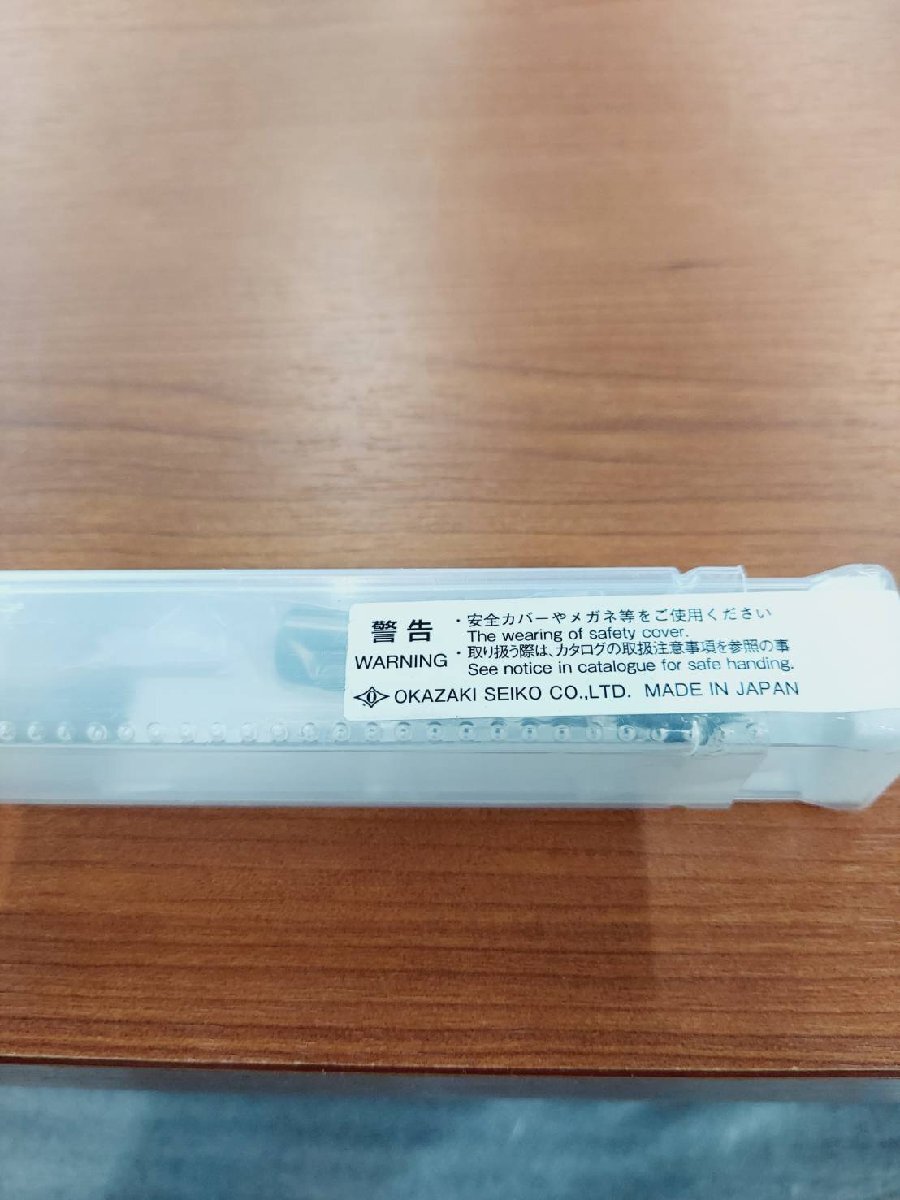 警告
WARNING
・安全カバーやメガネ等をご使用ください
The wearing of safety cover.
・取り扱う際は、カタログの取扱注意事項を参照の事
See notice in catalogue for safe handing.
OKAZAKI SEIKO CO.,LTD. MADE IN JAPAN